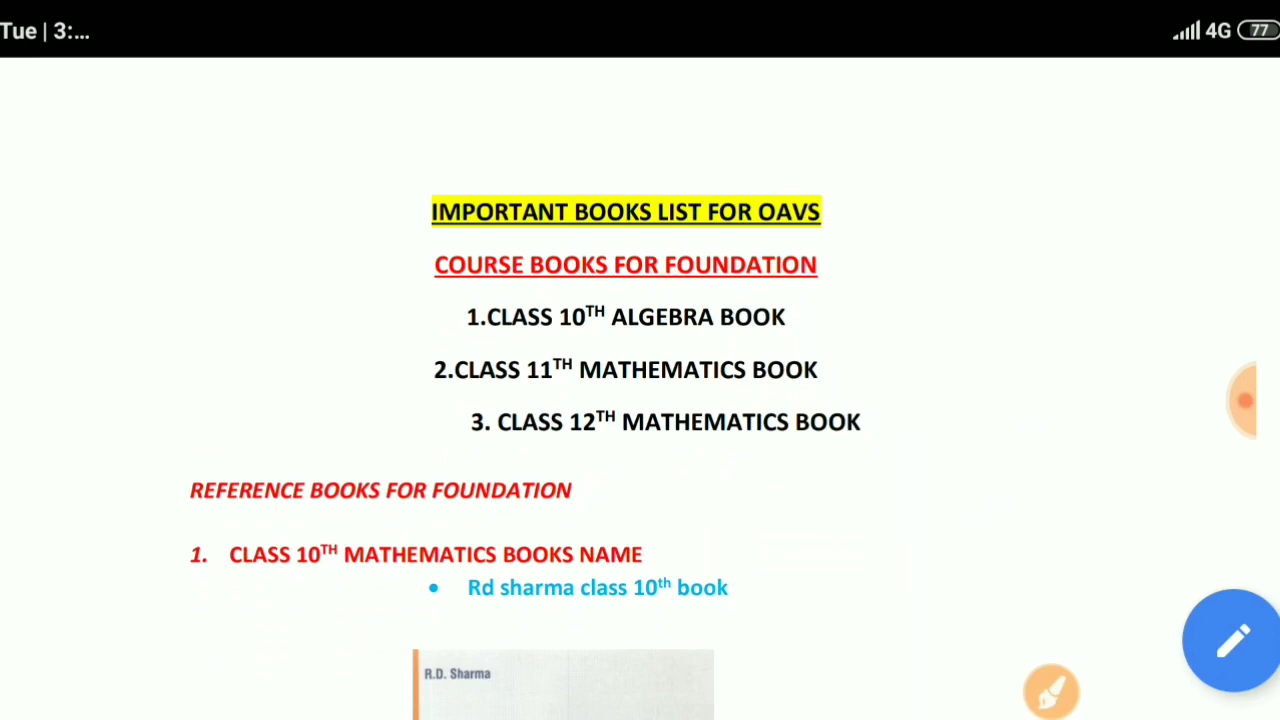 Tue | 3:...
4G 77
IMPORTANT BOOKS LIST FOR OAVS
COURSE BOOKS FOR FOUNDATION
1.CLASS 10TH ALGEBRA BOOK
2.CLASS 11TH MATHEMATICS BOOK
3. CLASS 12TH MATHEMATICS BOOK
REFERENCE BOOKS FOR FOUNDATION
1. CLASS 10TH MATHEMATICS BOOKS NAME
• Rd sharma class 10th book
R.D. Sharma